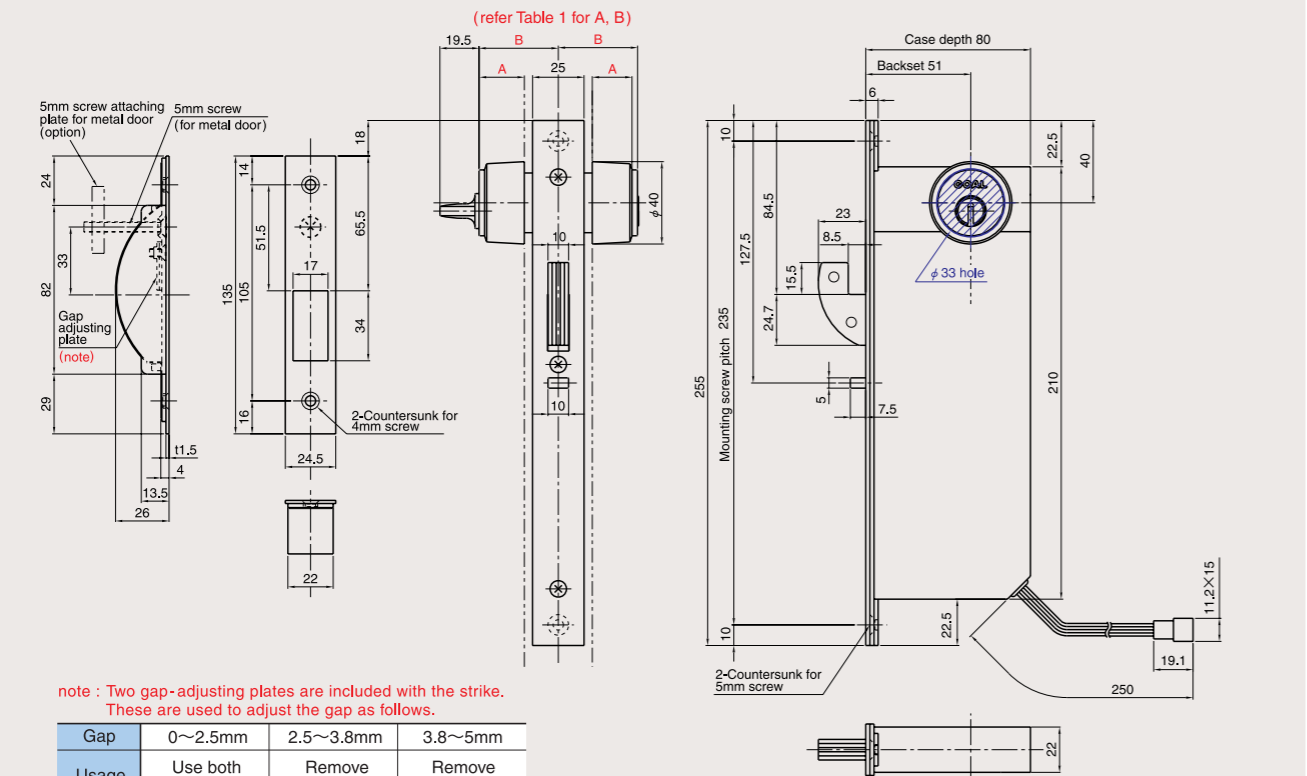 (refer Table 1 for A, B)
19.5
B
B
A
25
A
Case depth 80
Backset 51
6
5mm screw attaching
plate for metal door
(option)
5mm screw
(for metal door)
18
10
22.5
40
24
14
65.5
φ40
84.5
127.5
GOAL
23
8.5
15.5
24.7
φ33 hole
33
82
51.5
17
10
135
105
34
Gap
adjusting
plate
(note)
255
Mounting screw pitch 235
210
29
16
10
5
7.5
2-Countersunk for
4mm screw
t1.5
4
13.5
26
24.5
22
10
22.5
11.2×15
19.1
250
2-Countersunk for
5mm screw
22
note : Two gap-adjusting plates are included with the strike.
These are used to adjust the gap as follows.
Gap 0～2.5mm 2.5～3.8mm 3.8～5mm
Usage Use both Remove Remove